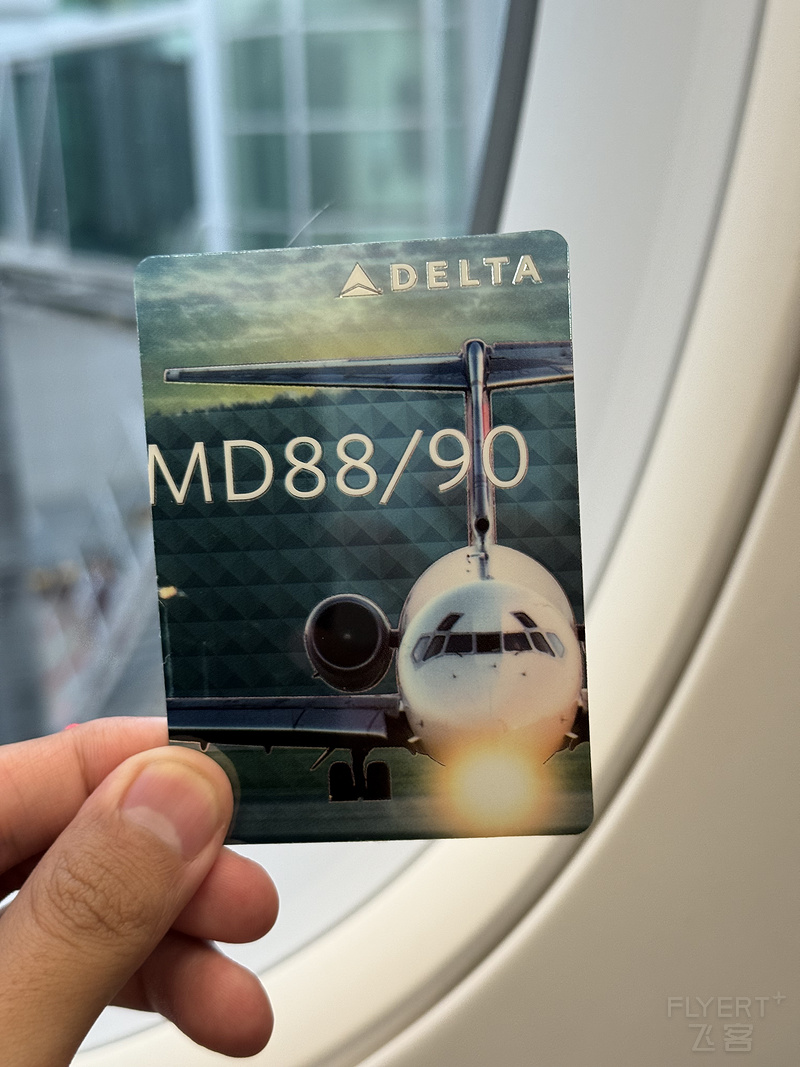 DELTA
MD88/90
FLYERT+
飞客